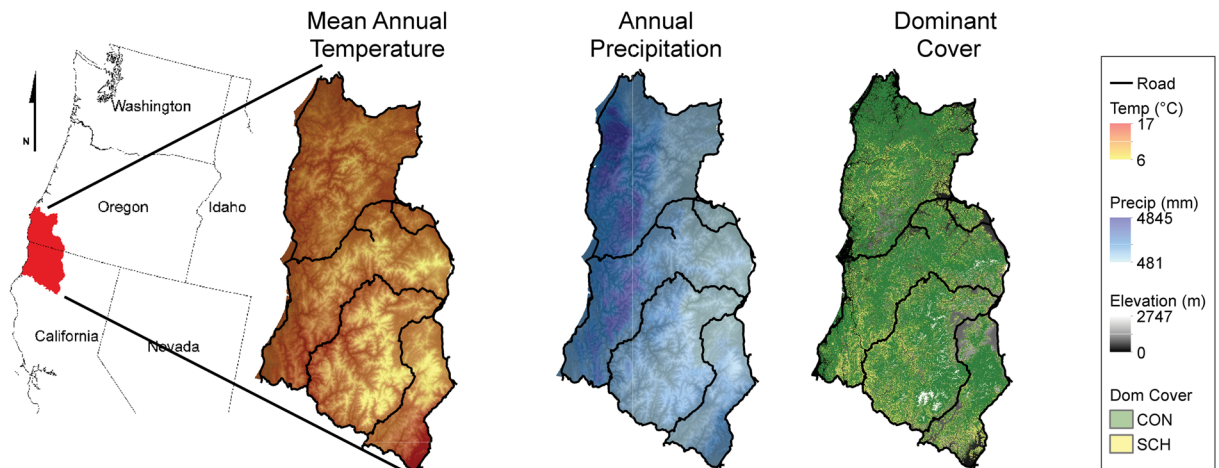 Mean Annual
Temperature
Annual
Precipitation
Dominant
Cover
N
Washington
Oregon
Idaho
California
Nevada
Road
Temp (°C)
17
6
Precip (mm)
4845
481
Elevation (m)
2747
0
Dom Cover
CON
SCH